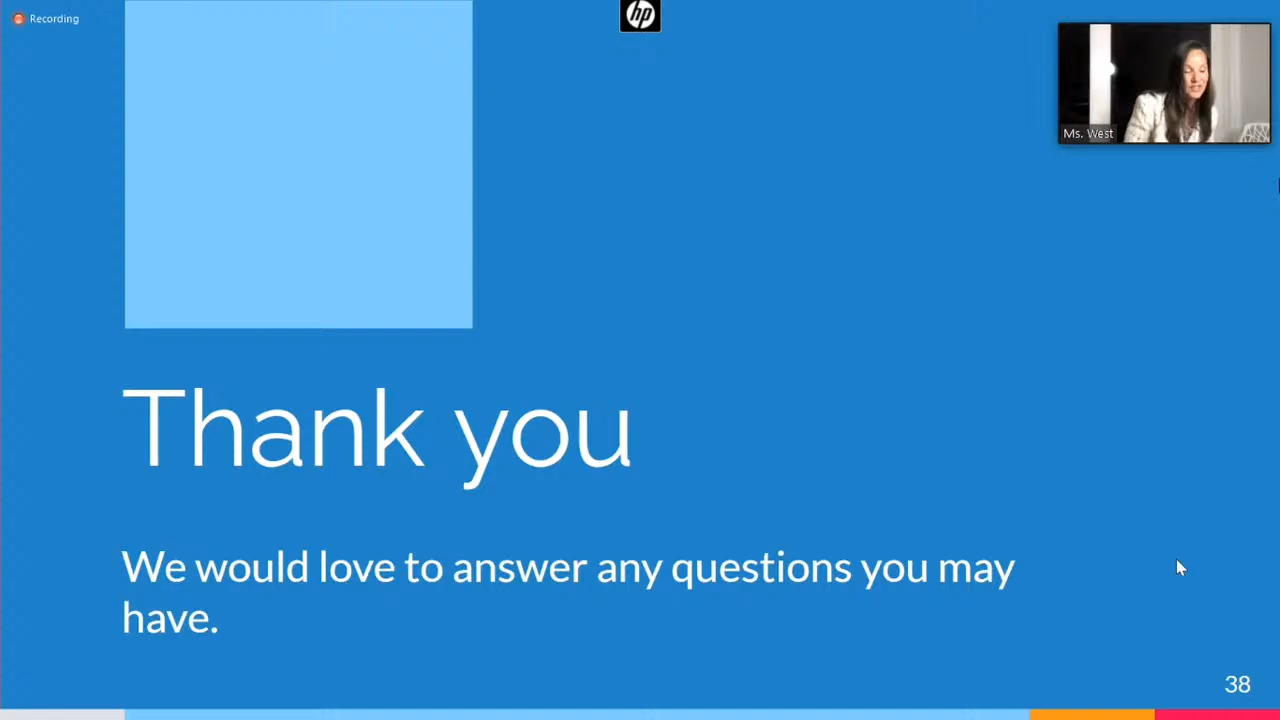 Recording
hp
Ms. West
Thank you
We would love to answer any questions you may
have.
38